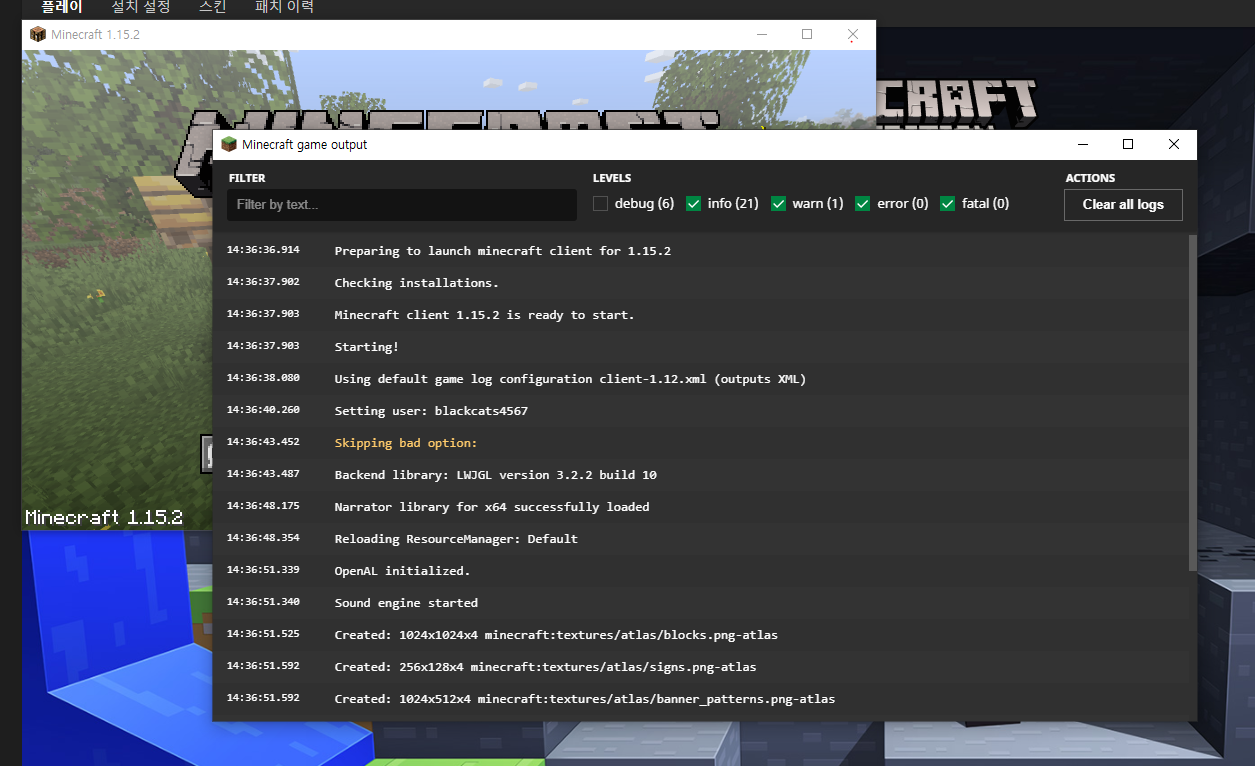 플레이 설치 설정 스킨 패치 이력
Minecraft 1.15.2
MINECRAFT
CRAFT
Minecraft game output
FILTER LEVELS ACTIONS
Filter by text... debug (6) info (21) warn (1) error (0) fatal (0) Clear all logs
14:36:36.914 Preparing to launch minecraft client for 1.15.2
14:36:37.902 Checking installations.
14:36:37.903 Minecraft client 1.15.2 is ready to start.
14:36:37.903 Starting!
14:36:38.080 Using default game log configuration client-1.12.xml (outputs XML)
14:36:40.260 Setting user: blackcats4567
14:36:43.452 Skipping bad option:
14:36:43.487 Backend library: LWJGL version 3.2.2 build 10
14:36:48.175 Narrator library for x64 successfully loaded
14:36:48.354 Reloading ResourceManager: Default
14:36:51.339 OpenAL initialized.
14:36:51.340 Sound engine started
14:36:51.525 Created: 1024x1024x4 minecraft:textures/atlas/blocks.png-atlas
14:36:51.592 Created: 256x128x4 minecraft:textures/atlas/signs.png-atlas
14:36:51.592 Created: 1024x512x4 minecraft:textures/atlas/banner_patterns.png-atlas
Minecraft 1.15.2